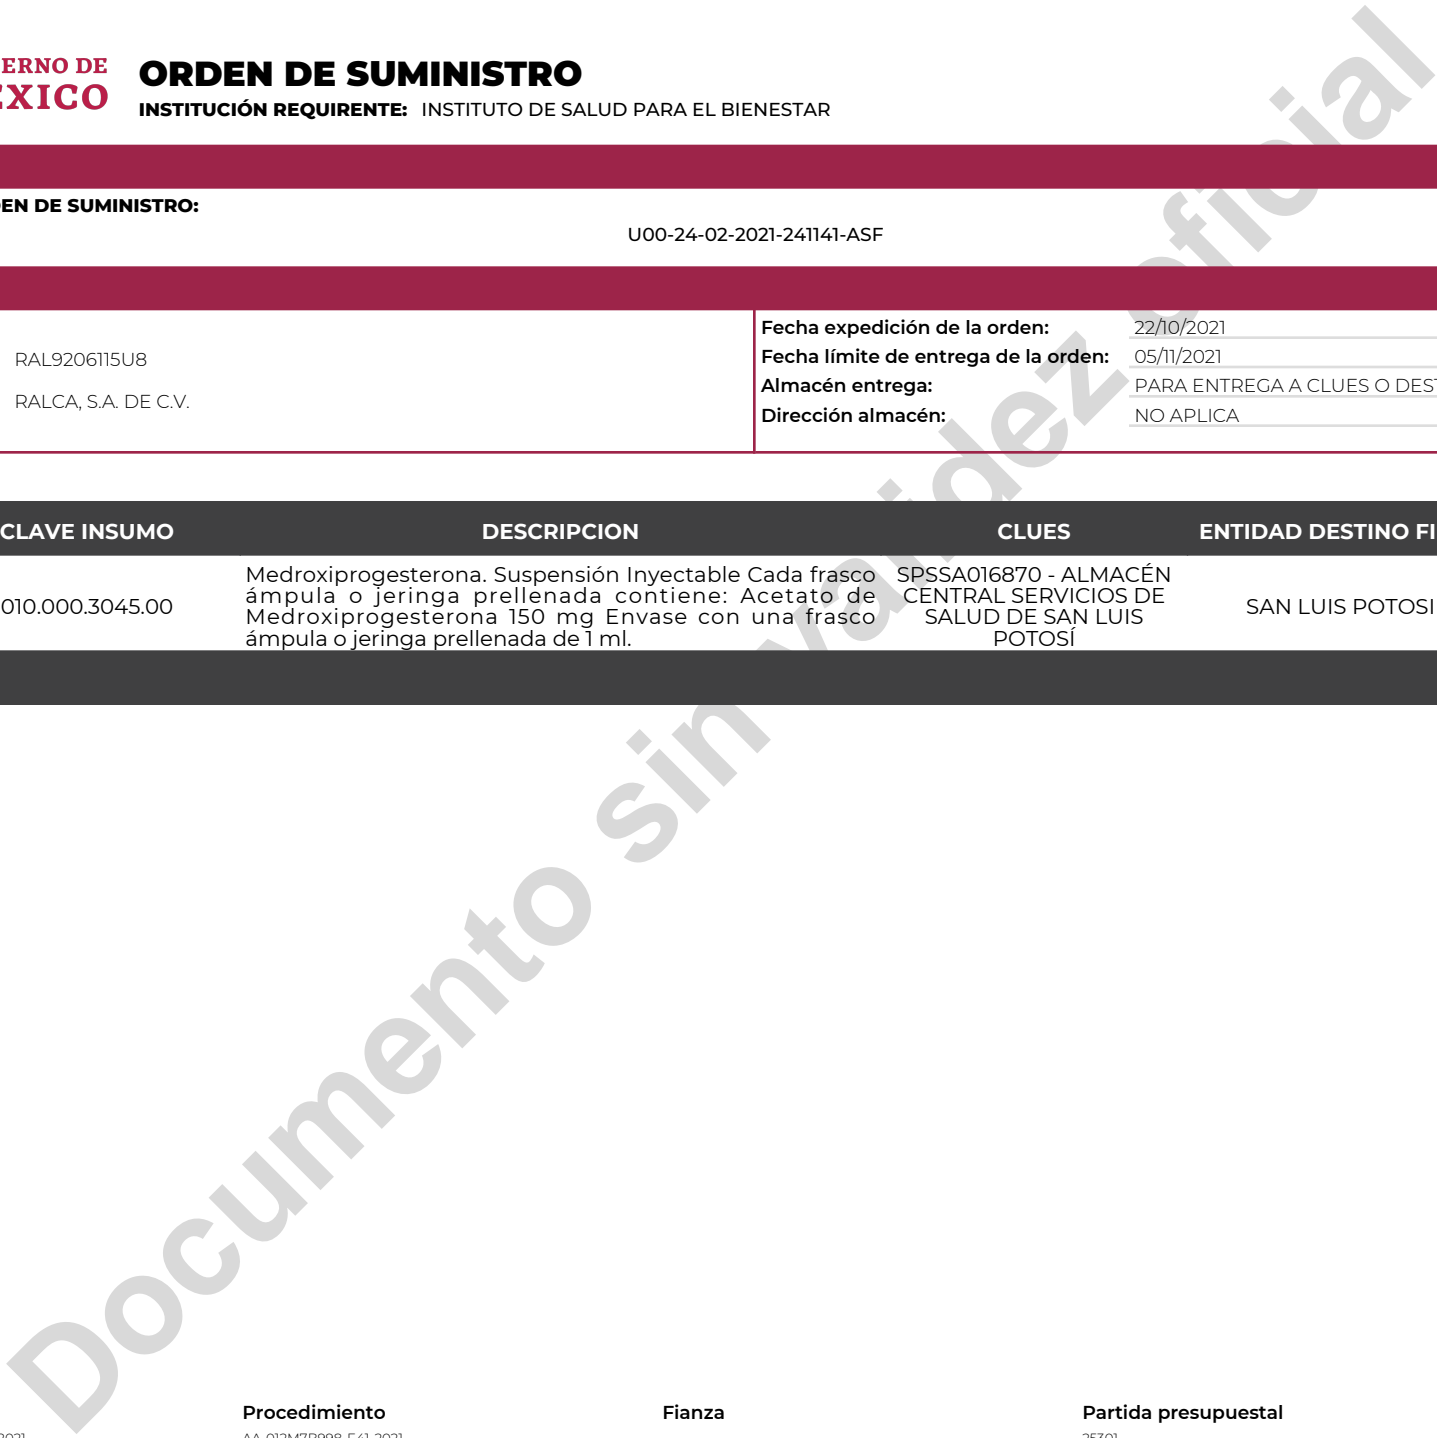 ERNO DE
ÉXICO
ORDEN DE SUMINISTRO
INSTITUCIÓN REQUIRENTE: INSTITUTO DE SALUD PARA EL BIENESTAR
EN DE SUMINISTRO:
U00-24-02-2021-241141-ASF
RAL9206115U8
RALCA, S.A. DE C.V.
Fecha expedición de la orden: 22/10/2021
Fecha límite de entrega de la orden: 05/11/2021
Almacén entrega: PARA ENTREGA A CLUES O DEST
Dirección almacén: NO APLICA
CLAVE INSUMO DESCRIPCION CLUES ENTIDAD DESTINO FI
010.000.3045.00
Medroxiprogesterona. Suspensión Inyectable Cada frasco
ámpula o jeringa prellenada contiene: Acetato de
Medroxiprogesterona 150 mg Envase con una frasco
ámpula o jeringa prellenada de 1 ml.
SPSSA016870 - ALMACÉN
CENTRAL SERVICIOS DE
SALUD DE SAN LUIS
POTOSÍ
SAN LUIS POTOSI
Documento sin validez oficial
Procedimiento Fianza Partida presupuestal